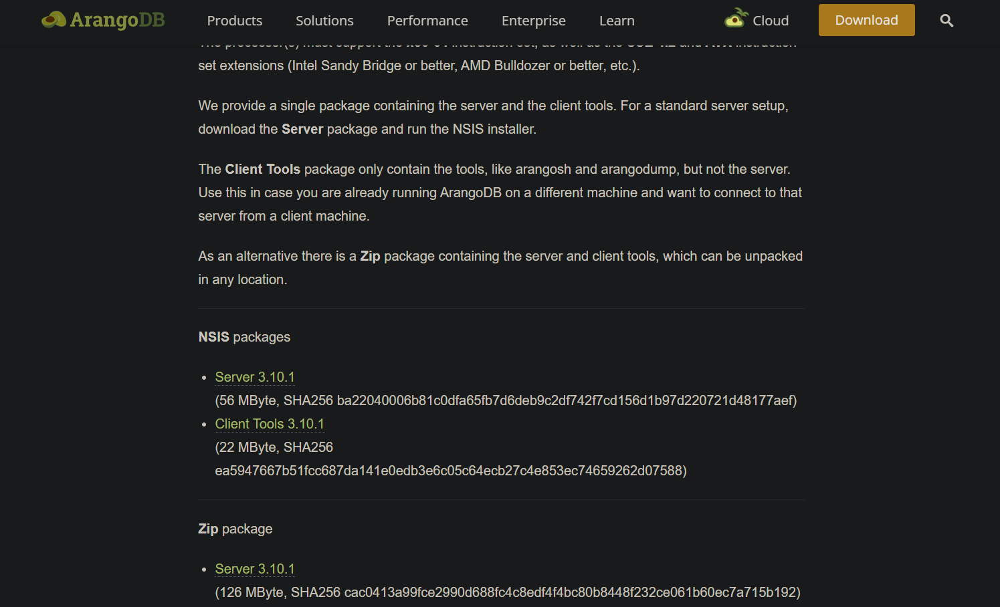 ArangoDB Products Solutions Performance Enterprise Learn Cloud Download
set extensions (Intel Sandy Bridge or better, AMD Bulldozer or better, etc.).
We provide a single package containing the server and the client tools. For a standard server setup,
download the Server package and run the NSIS installer.
The Client Tools package only contain the tools, like arangosh and arangodump, but not the server.
Use this in case you are already running ArangoDB on a different machine and want to connect to that
server from a client machine.
As an alternative there is a Zip package containing the server and client tools, which can be unpacked
in any location.
NSIS packages
• Server 3.10.1
(56 MByte, SHA256 ba22040006b81c0dfa65fb7d6deb9c2df742f7cd156d1b97d220721d48177aef)
• Client Tools 3.10.1
(22 MByte, SHA256
ea5947667b51fcc687da141e0edb3e6c05c64ecb27c4e853ec74659262d07588)
Zip package
• Server 3.10.1
(126 MByte, SHA256 cac0413a99fce2990d688fc4c8edf4f4bc80b8448f232ce061b60ec7a715b192)